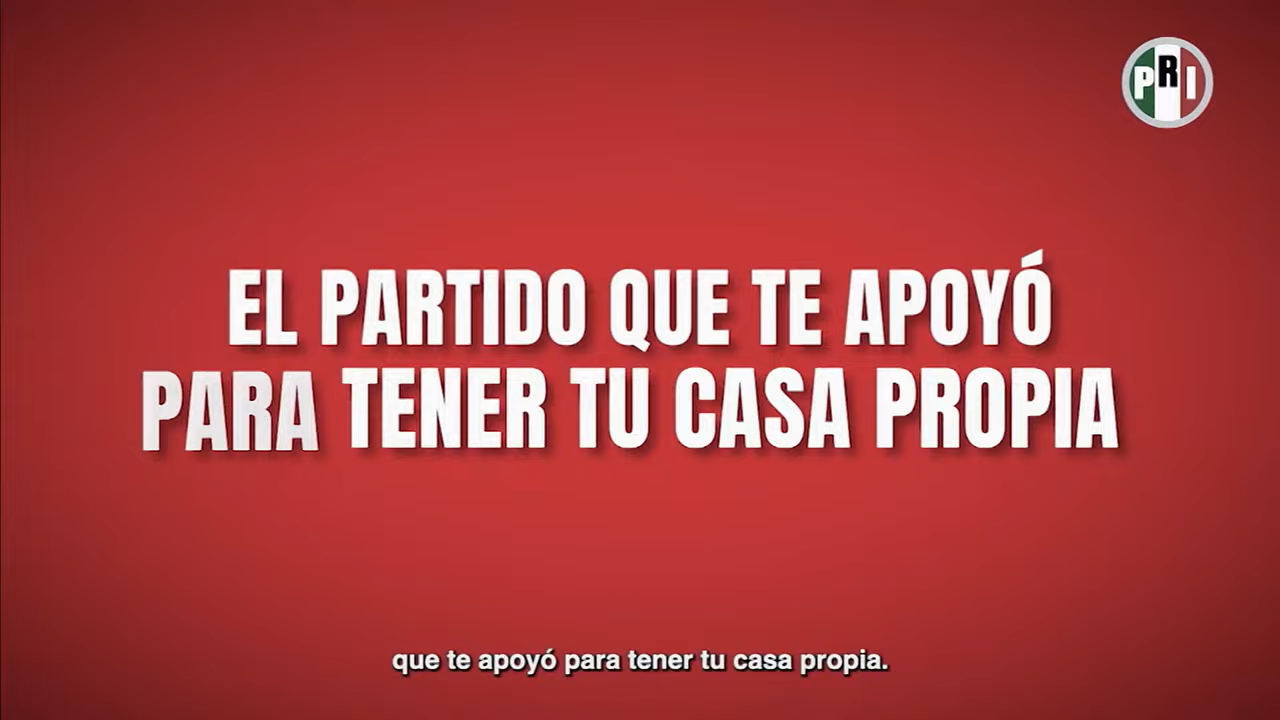 PRI
EL PARTIDO QUE TE APOYÓ
PARA TENER TU CASA PROPIA
que te apoyó para tener tu casa propia.